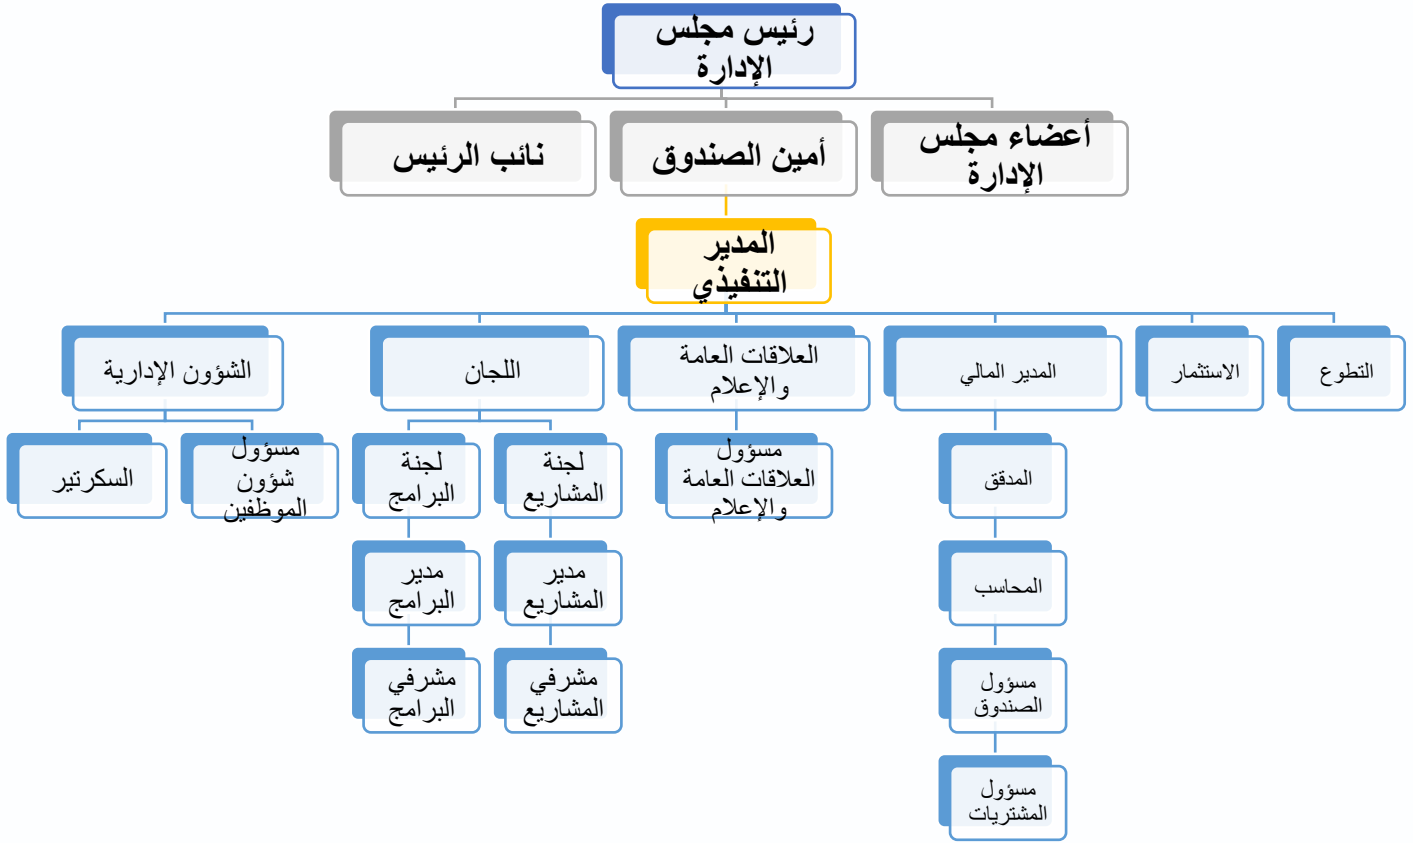 رئيس مجلس
الإدارة
أعضاء مجلس
الإدارة
أمين الصندوق
نائب الرئيس
المدير
التنفيذي
التطوع
الاستثمار
المدير المالي
العلاقات العامة
والإعلام
اللجان
الشؤون الإدارية
المدقق
مسؤول
العلاقات العامة
والإعلام
لجنة
المشاريع
لجنة
البرامج
مسؤول
شؤون
الموظفين
السكرتير
المحاسب
مدير
المشاريع
مدير
البرامج
مسؤول
الصندوق
مشرفي
المشاريع
مشرفي
البرامج
مسؤول
المشتريات